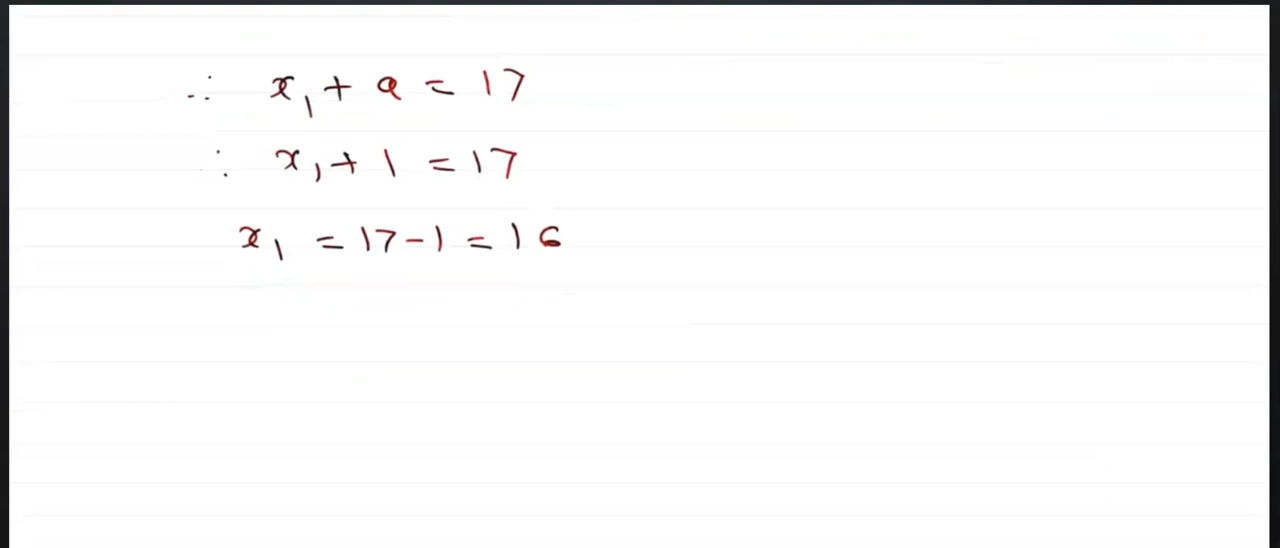 ∴ x₁ + a = 17
∴ x₁ + 1 = 17
x₁ = 17 - 1 = 16